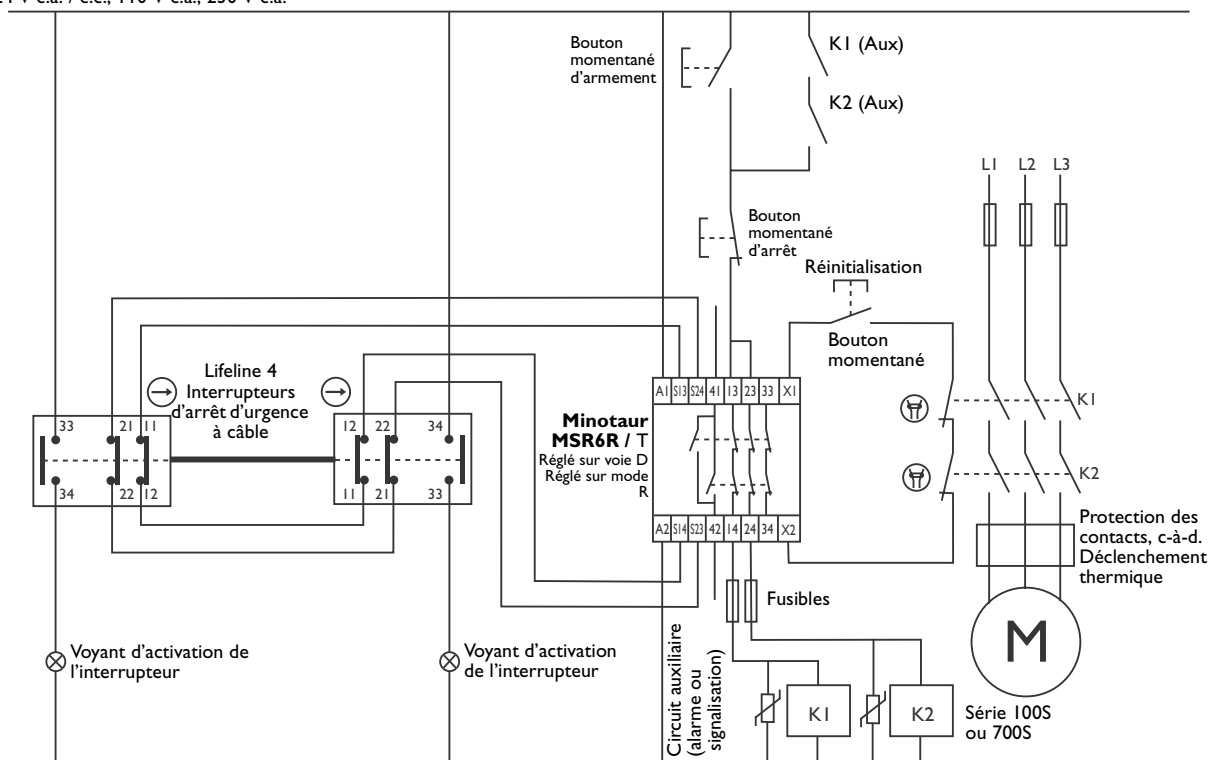 24 V c.a. / c.c., 110 V c.a., 230 V c.a.
Bouton
momentané
d'armement
K1 (Aux)
K2 (Aux)
L1 L2 L3
Bouton
momentané
d'arrêt
Réinitialisation
Bouton
momentané
Lifeline 4
Interrupteurs
d'arrêt d'urgence
à câble
33 21 11
34 22 12
12 22 34
11 21 33
Minotaur
MSR6R / T
Réglé sur voie D
Réglé sur mode
R
A1 S13 S24 41 13 23 33 X1
A2 S14 S23 42 14 24 34 X2
K1
K2
Protection des
contacts, c-à-d.
Déclenchement
thermique
Fusibles
M
Voyant d'activation de
l'interrupteur
Voyant d'activation
de l'interrupteur
Circuit auxiliaire
(alarme ou
signalisation)
K1
K2
Série 100S
ou 700S